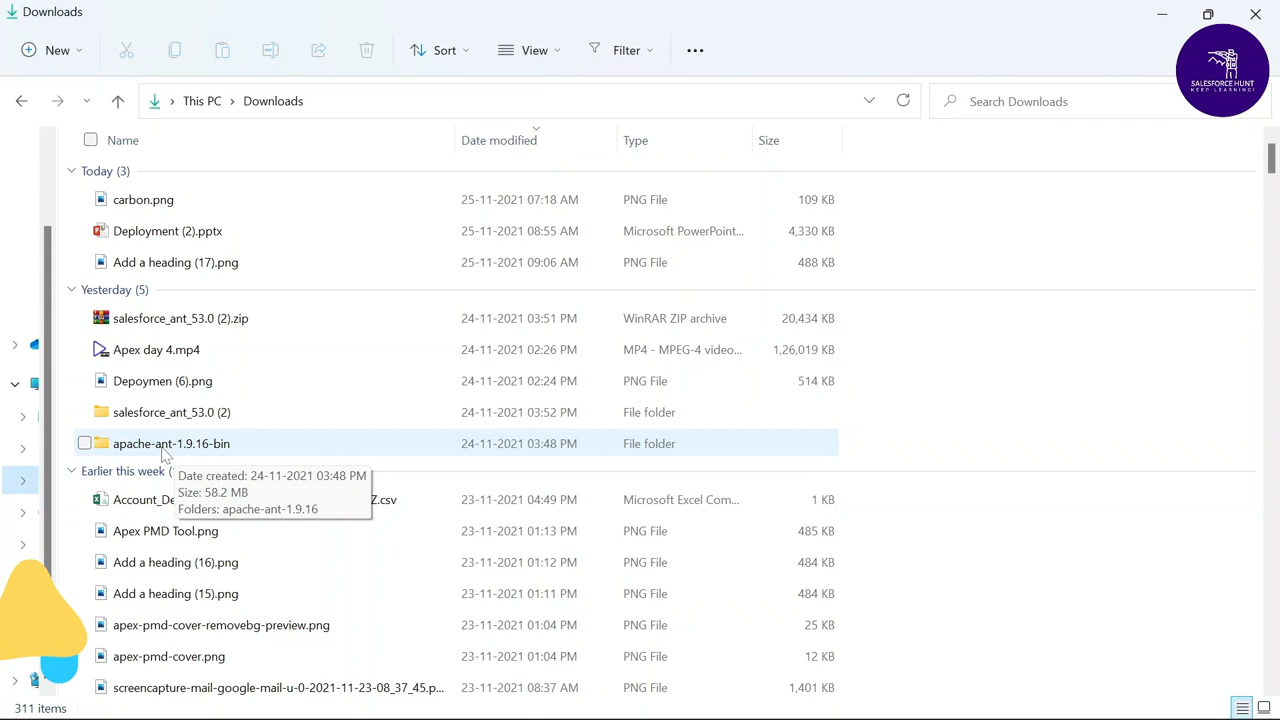 Downloads
New
Sort
View
Filter
This PC
Downloads
Search Downloads
SALESFORCE HUNT
KEEP LEARNING!
Name
Date modified
Type
Size
Today (3)
carbon.png 25-11-2021 07:18 AM PNG File 109 KB
Deployment (2).pptx 25-11-2021 08:55 AM Microsoft PowerPoint... 4,330 KB
Add a heading (17).png 25-11-2021 09:06 AM PNG File 488 KB
Yesterday (5)
salesforce_ant_53.0 (2).zip 24-11-2021 03:51 PM WinRAR ZIP archive 20,434 KB
Apex day 4.mp4 24-11-2021 02:26 PM MP4 - MPEG-4 video... 1,26,019 KB
Depoymen (6).png 24-11-2021 02:24 PM PNG File 514 KB
salesforce_ant_53.0 (2) 24-11-2021 03:52 PM File folder
apache-ant-1.9.16-bin 24-11-2021 03:48 PM File folder
Earlier this week (
Date created: 24-11-2021 03:48 PM
Size: 58.2 MB
Folders: apache-ant-1.9.16
Account_De Z.csv 23-11-2021 04:49 PM Microsoft Excel Com... 1 KB
Apex PMD Tool.png 23-11-2021 01:13 PM PNG File 485 KB
Add a heading (16).png 23-11-2021 01:12 PM PNG File 484 KB
Add a heading (15).png 23-11-2021 01:11 PM PNG File 484 KB
apex-pmd-cover-removebg-preview.png 23-11-2021 01:04 PM PNG File 25 KB
apex-pmd-cover.png 23-11-2021 01:04 PM PNG File 12 KB
screencapture-mail-google-mail-u-0-2021-11-23-08_37_45.p... 23-11-2021 08:37 AM PNG File 1,401 KB
311 items